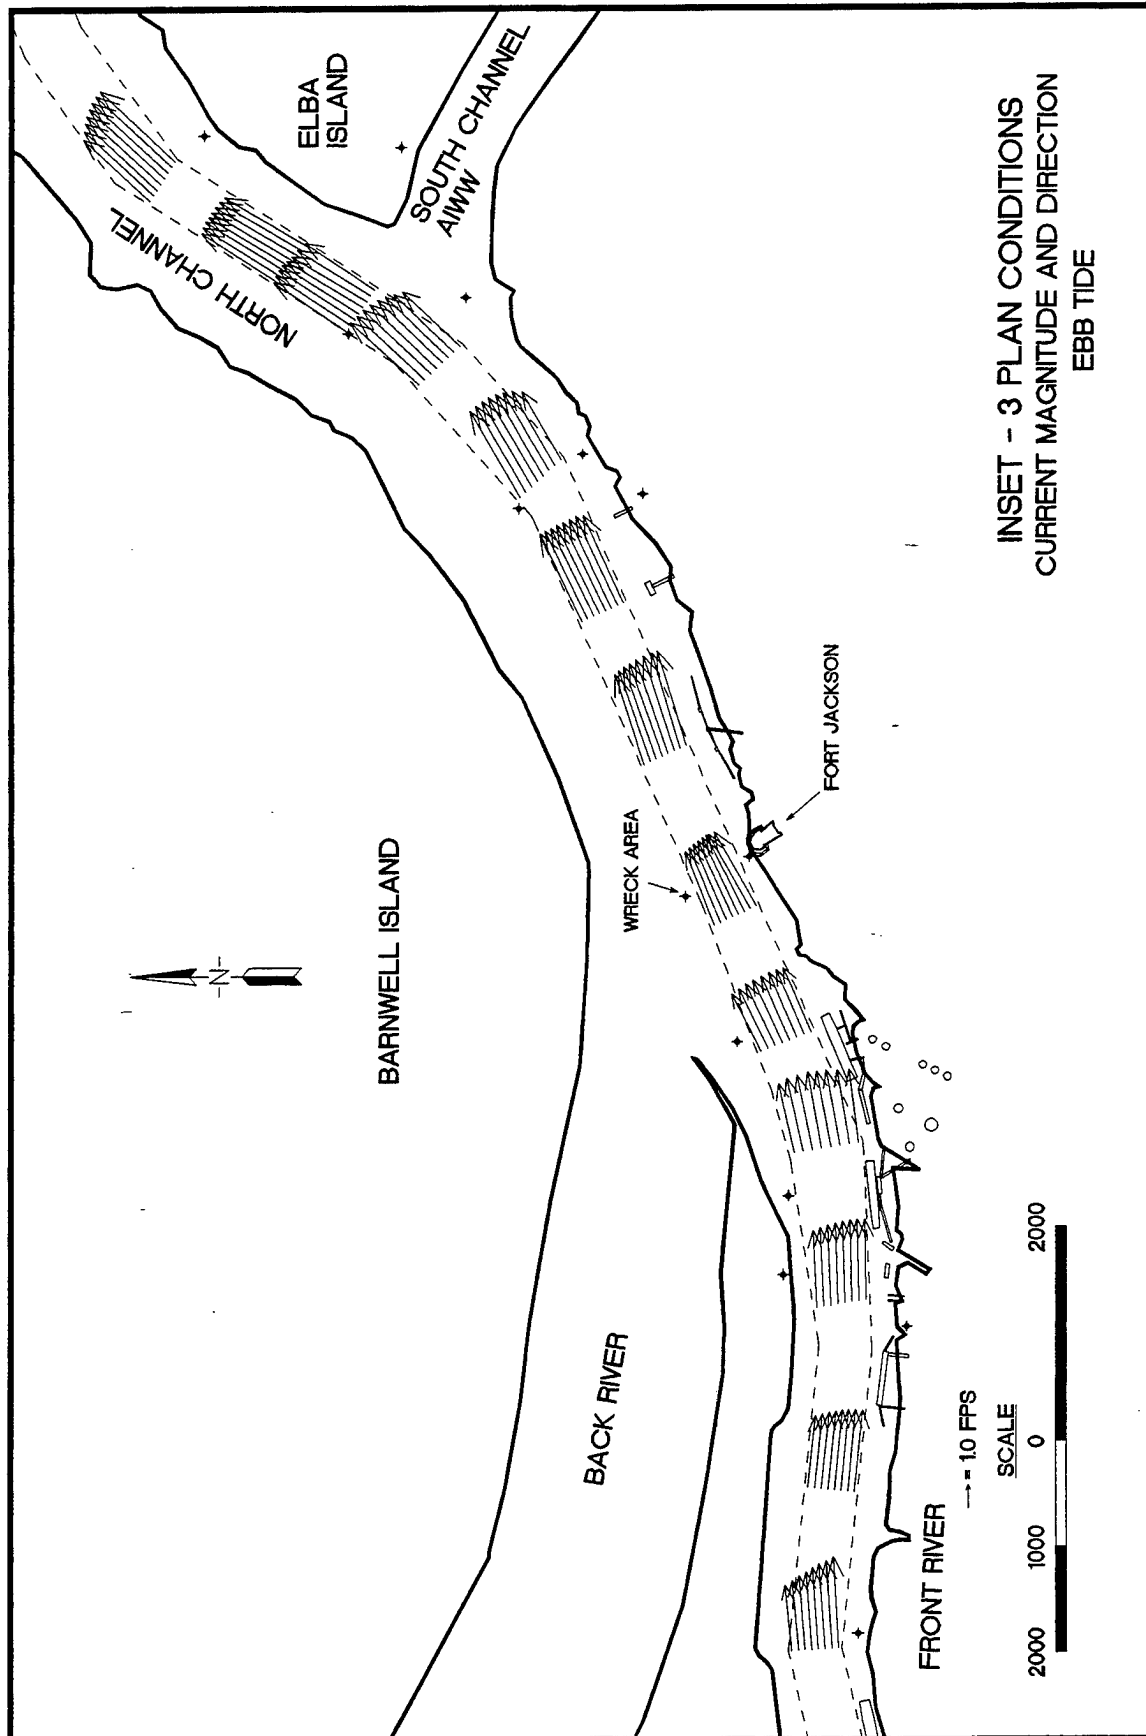 ELBA
ISLAND
SOUTH CHANNEL
AIWW
NORTH CHANNEL
INSET - 3 PLAN CONDITIONS
CURRENT MAGNITUDE AND DIRECTION
EBB TIDE
FORT JACKSON
WRECK AREA
BARNWELL ISLAND
N
BACK RIVER
FRONT RIVER
= 1.0 FPS
SCALE
2000 1000 0 2000